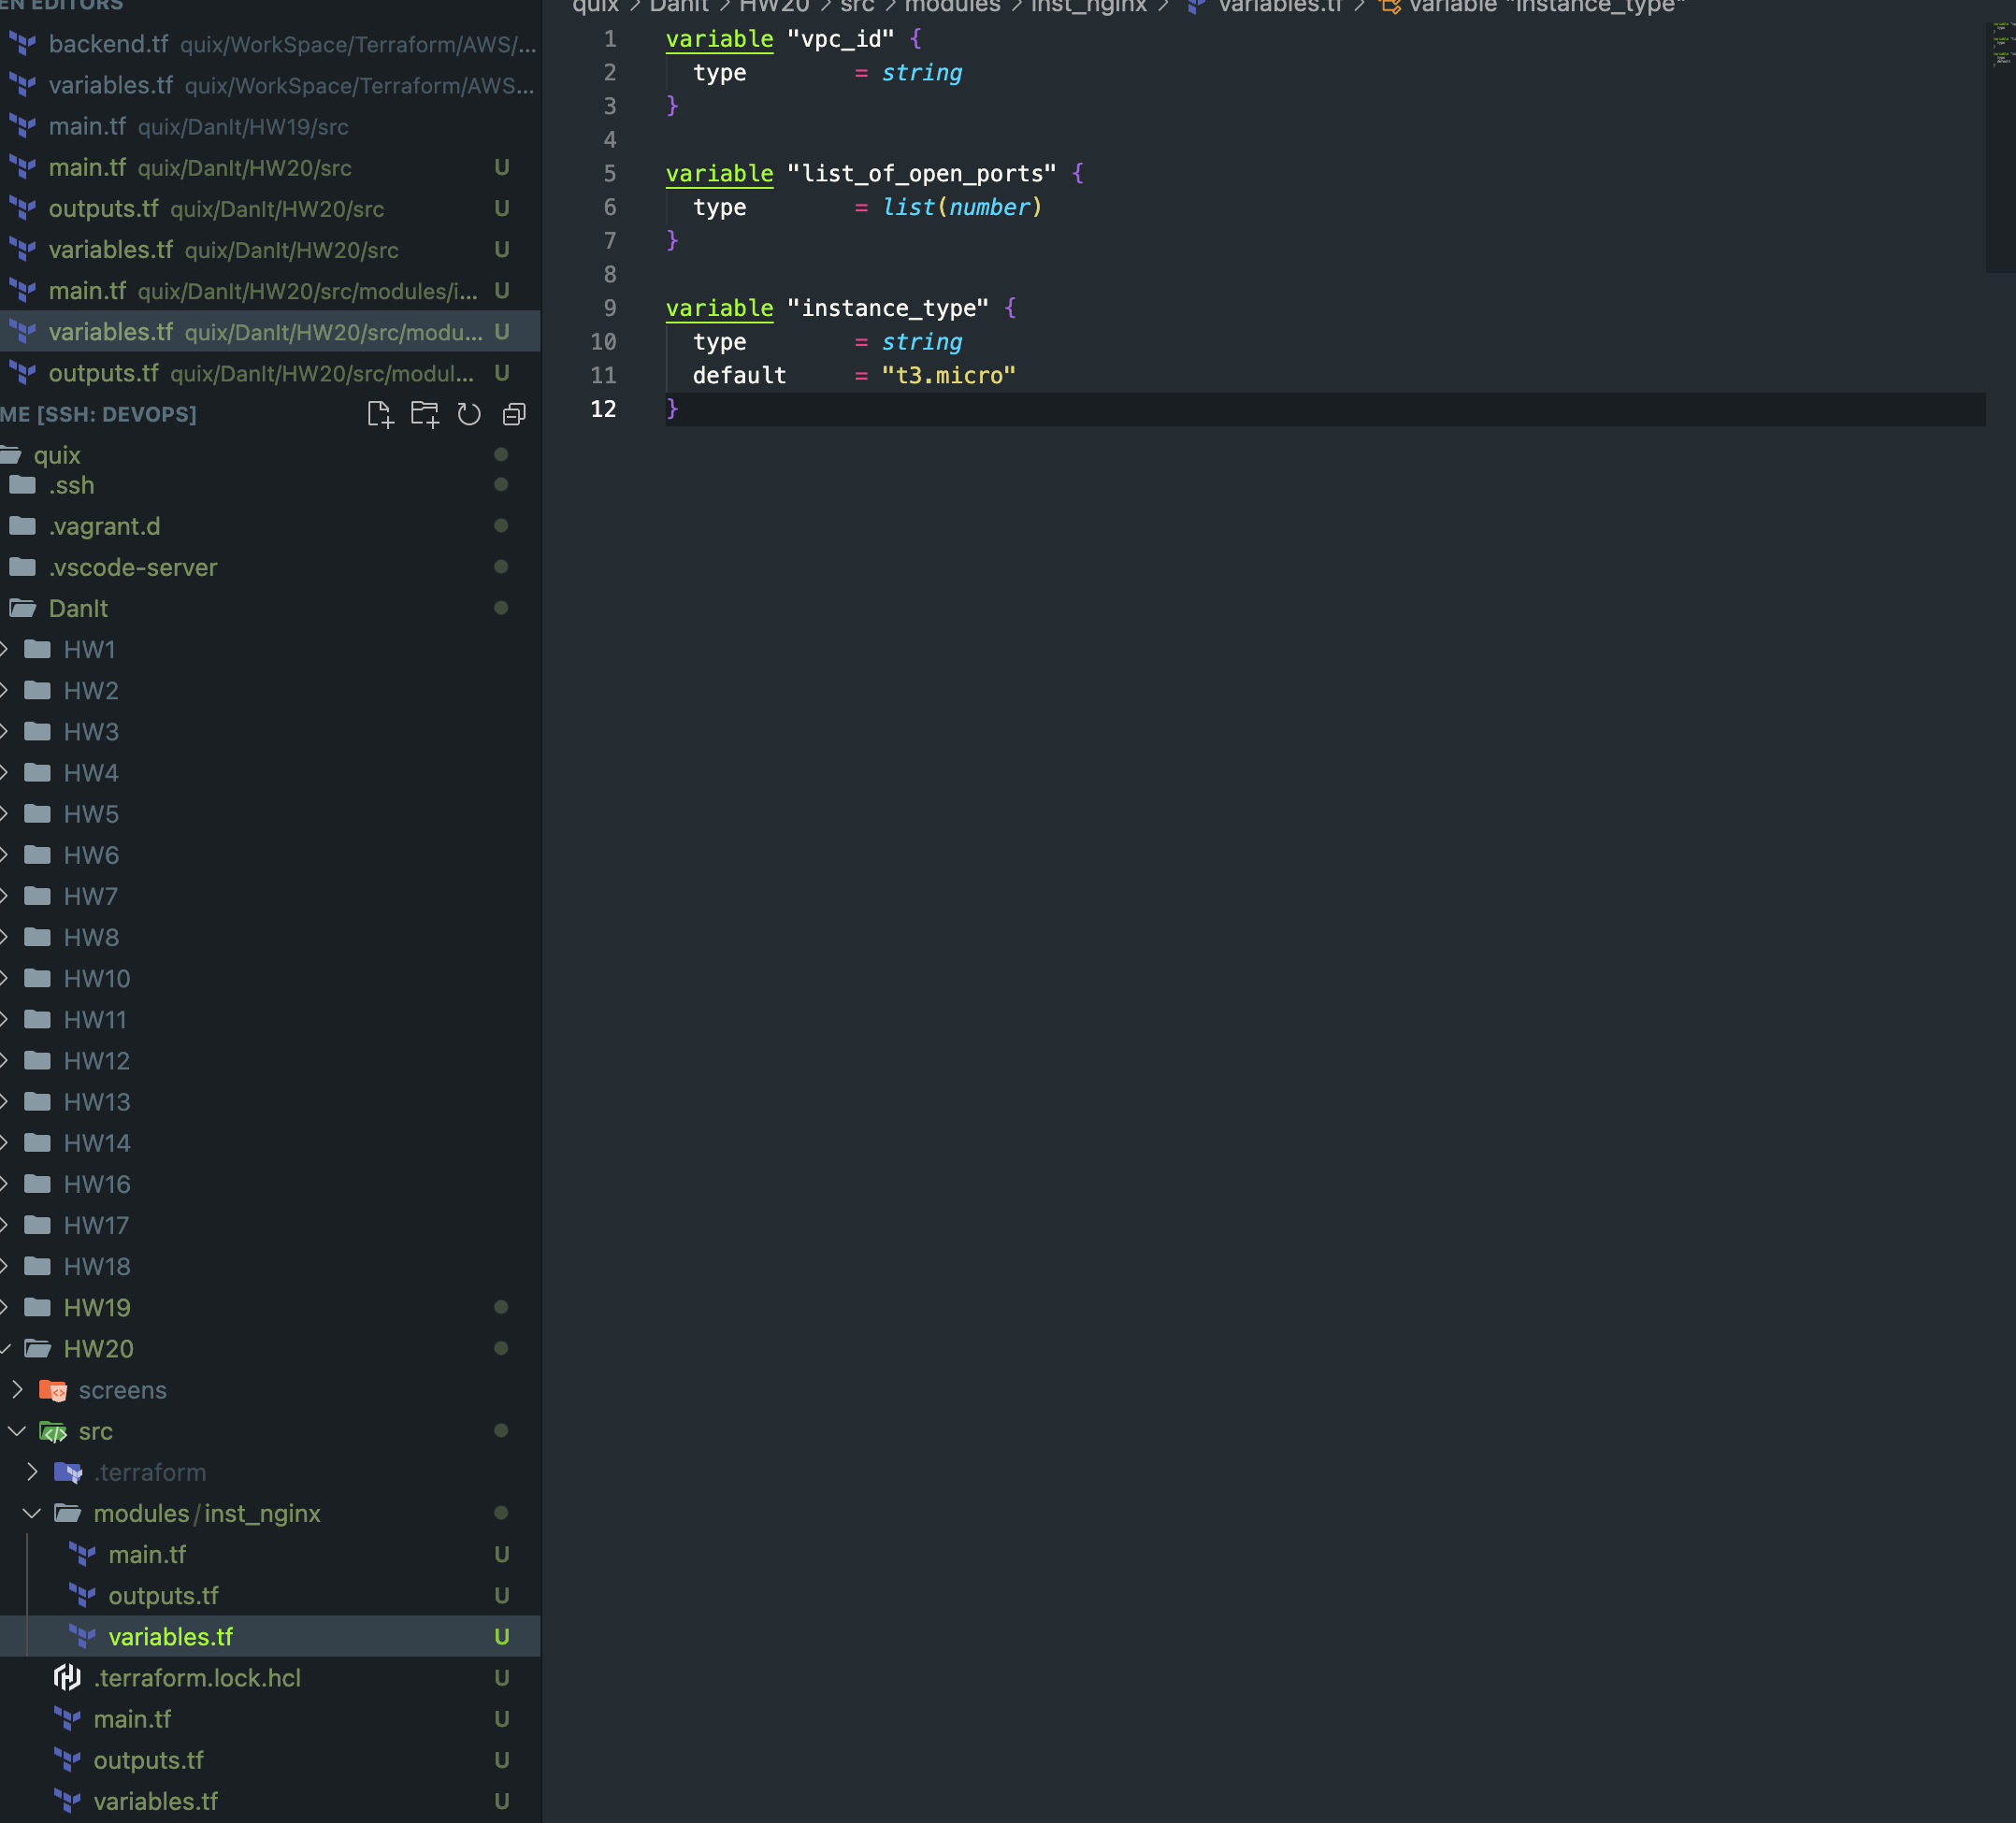 EN EDITORS
backend.tf quix/WorkSpace/Terraform/AWS/...
variables.tf quix/WorkSpace/Terraform/AWS...
main.tf quix/DanIt/HW19/src
main.tf quix/DanIt/HW20/src U
outputs.tf quix/DanIt/HW20/src U
variables.tf quix/DanIt/HW20/src U
main.tf quix/DanIt/HW20/src/modules/i... U
variables.tf quix/DanIt/HW20/src/modu... U
outputs.tf quix/DanIt/HW20/src/modul... U
ME [SSH: DEVOPS]
quix
.ssh
.vagrant.d
.vscode-server
DanIt
HW1
HW2
HW3
HW4
HW5
HW6
HW7
HW8
HW10
HW11
HW12
HW13
HW14
HW16
HW17
HW18
HW19
HW20
screens
src
.terraform
modules/inst_nginx
main.tf U
outputs.tf U
variables.tf U
.terraform.lock.hcl U
main.tf U
outputs.tf U
variables.tf U
quix > DanIt > HW20 > src > modules > inst_nginx > variables.tf > variable "instance_type"
1 variable "vpc_id" {
2 type = string
3 }
4
5 variable "list_of_open_ports" {
6 type = list(number)
7 }
8
9 variable "instance_type" {
10 type = string
11 default = "t3.micro"
12 }